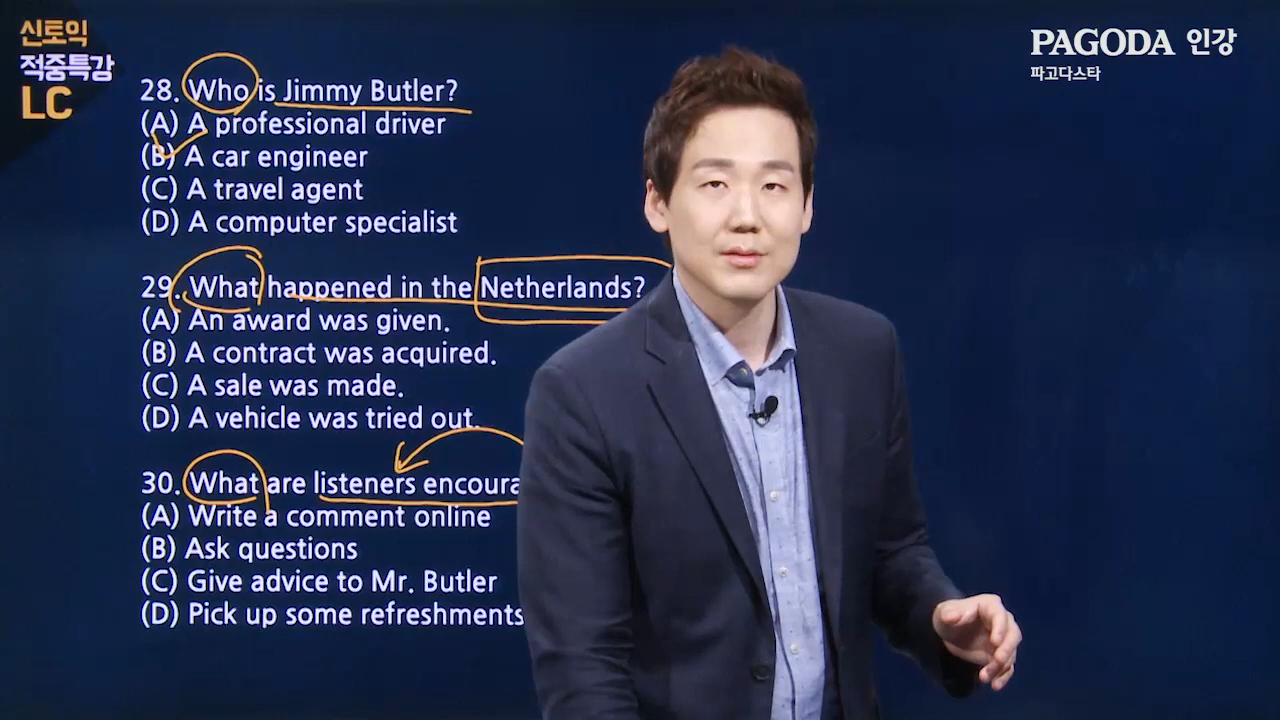 신토익
적중특강
LC
PAGODA 인강
파고다스타
28. Who is Jimmy Butler?
(A) A professional driver
(B) A car engineer
(C) A travel agent
(D) A computer specialist
29. What happened in the Netherlands?
(A) An award was given.
(B) A contract was acquired.
(C) A sale was made.
(D) A vehicle was tried out.
30. What are listeners encoura
(A) Write a comment online
(B) Ask questions
(C) Give advice to Mr. Butler
(D) Pick up some refreshments